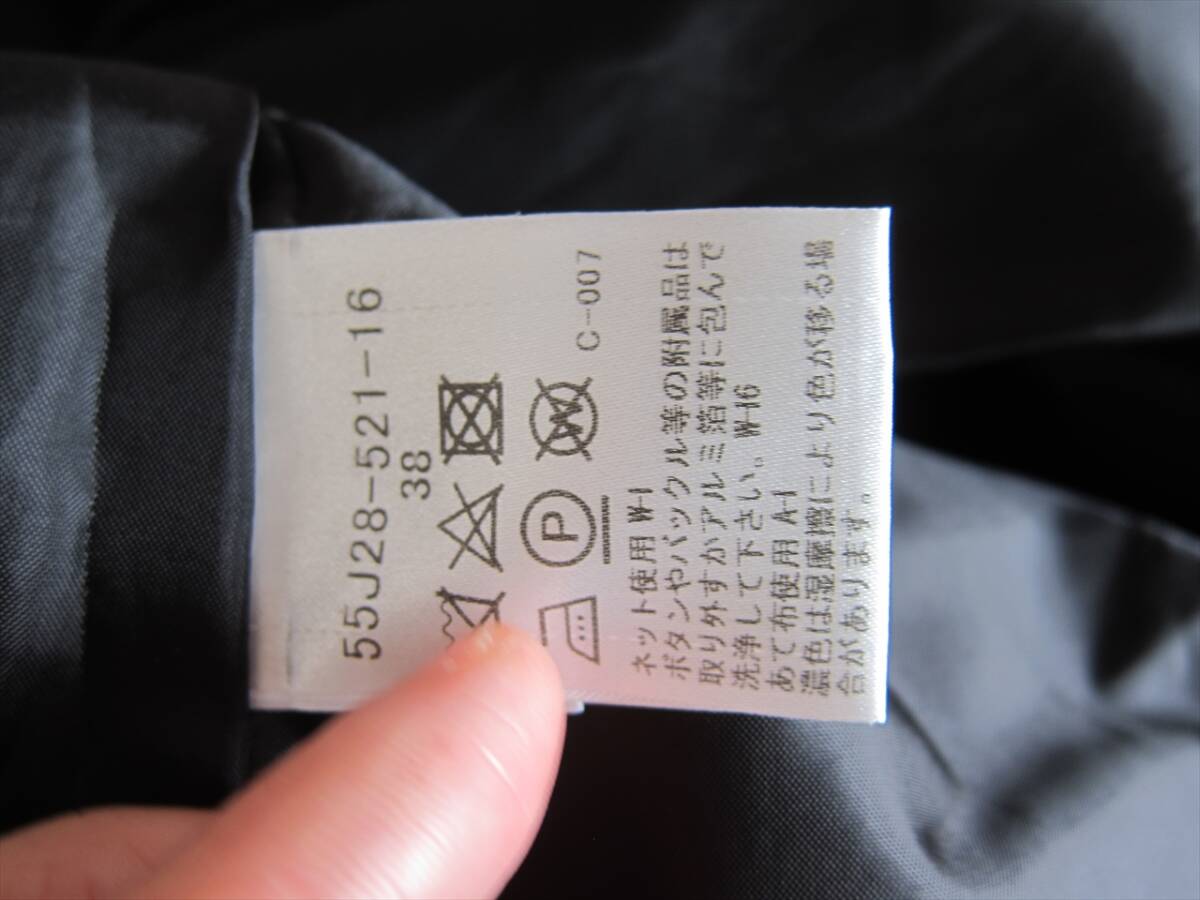 55J28-521-16
38
C-007
ネット使用 W-1
ボタンやバックル等の附属品は
取り外すかアルミ箔等に包んで
洗浄して下さい。W-16
あて布使用 A-1
濃色は湿摩擦により色が移る場
合があります。